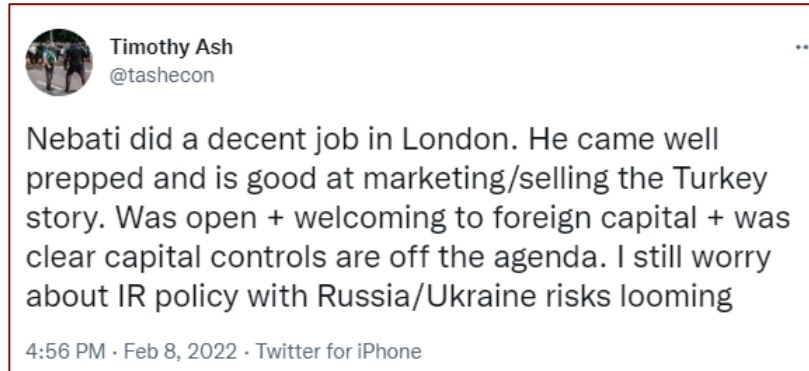 Timothy Ash
@tashecon
Nebati did a decent job in London. He came well
prepped and is good at marketing/selling the Turkey
story. Was open + welcoming to foreign capital + was
clear capital controls are off the agenda. I still worry
about IR policy with Russia/Ukraine risks looming
4:56 PM · Feb 8, 2022 · Twitter for iPhone